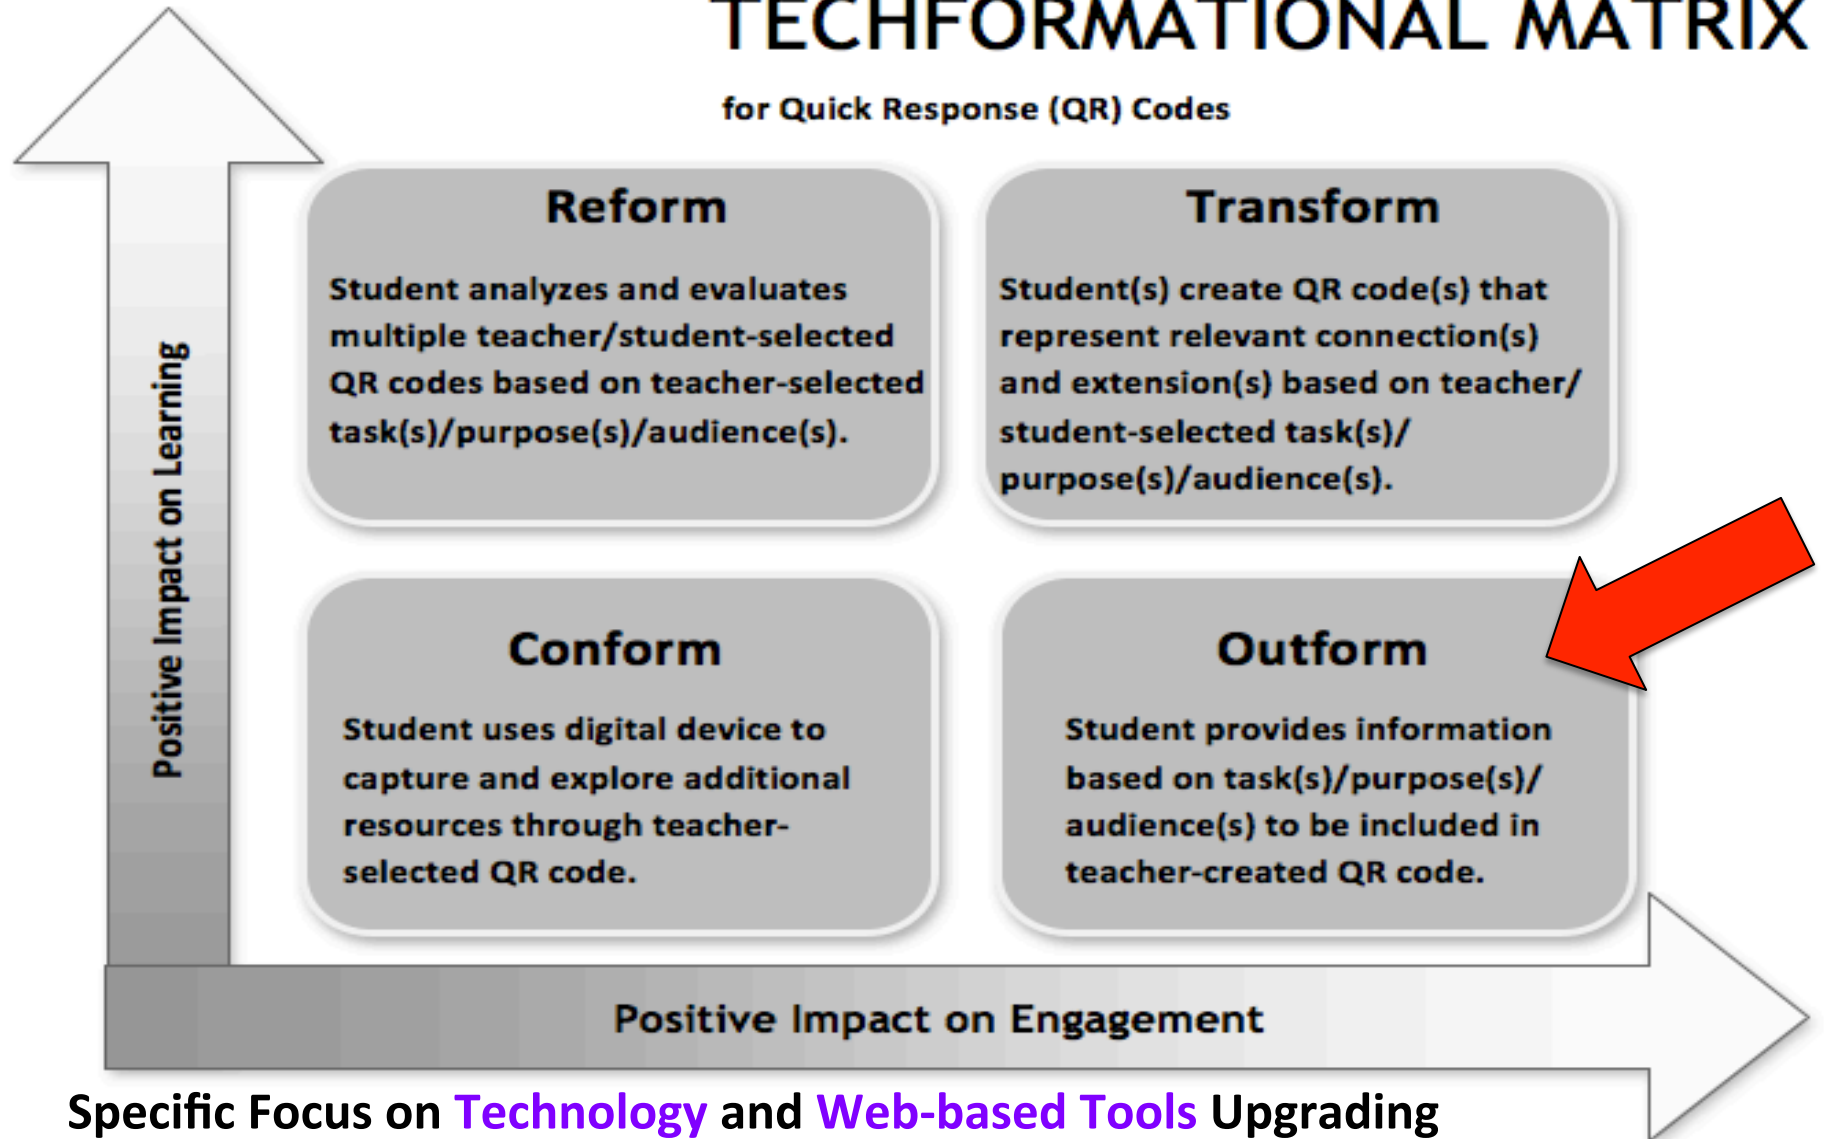 TECHFORMATIONAL MATRIX
for Quick Response (QR) Codes
Positive Impact on Learning
Reform
Student analyzes and evaluates
multiple teacher/student-selected
QR codes based on teacher-selected
task(s)/purpose(s)/audience(s).
Transform
Student(s) create QR code(s) that
represent relevant connection(s)
and extension(s) based on teacher/
student-selected task(s)/
purpose(s)/audience(s).
Conform
Student uses digital device to
capture and explore additional
resources through teacher-
selected QR code.
Outform
Student provides information
based on task(s)/purpose(s)/
audience(s) to be included in
teacher-created QR code.
Positive Impact on Engagement
Specific Focus on Technology and Web-based Tools Upgrading